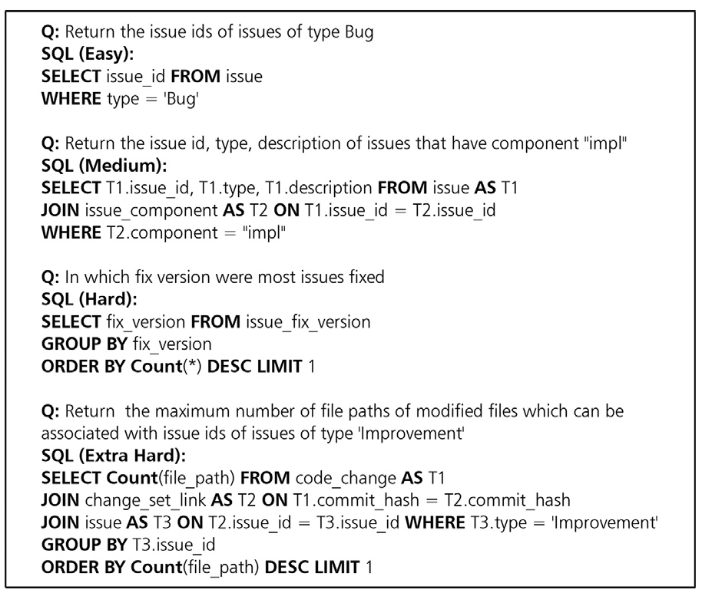 Q: Return the issue ids of issues of type Bug
SQL (Easy):
SELECT issue_id FROM issue
WHERE type = 'Bug'
Q: Return the issue id, type, description of issues that have component "impl"
SQL (Medium):
SELECT T1.issue_id, T1.type, T1.description FROM issue AS T1
JOIN issue_component AS T2 ON T1.issue_id = T2.issue_id
WHERE T2.component = "impl"
Q: In which fix version were most issues fixed
SQL (Hard):
SELECT fix_version FROM issue_fix_version
GROUP BY fix_version
ORDER BY Count(*) DESC LIMIT 1
Q: Return the maximum number of file paths of modified files which can be
associated with issue ids of issues of type 'Improvement'
SQL (Extra Hard):
SELECT Count(file_path) FROM code_change AS T1
JOIN change_set_link AS T2 ON T1.commit_hash = T2.commit_hash
JOIN issue AS T3 ON T2.issue_id = T3.issue_id WHERE T3.type = 'Improvement'
GROUP BY T3.issue_id
ORDER BY Count(file_path) DESC LIMIT 1